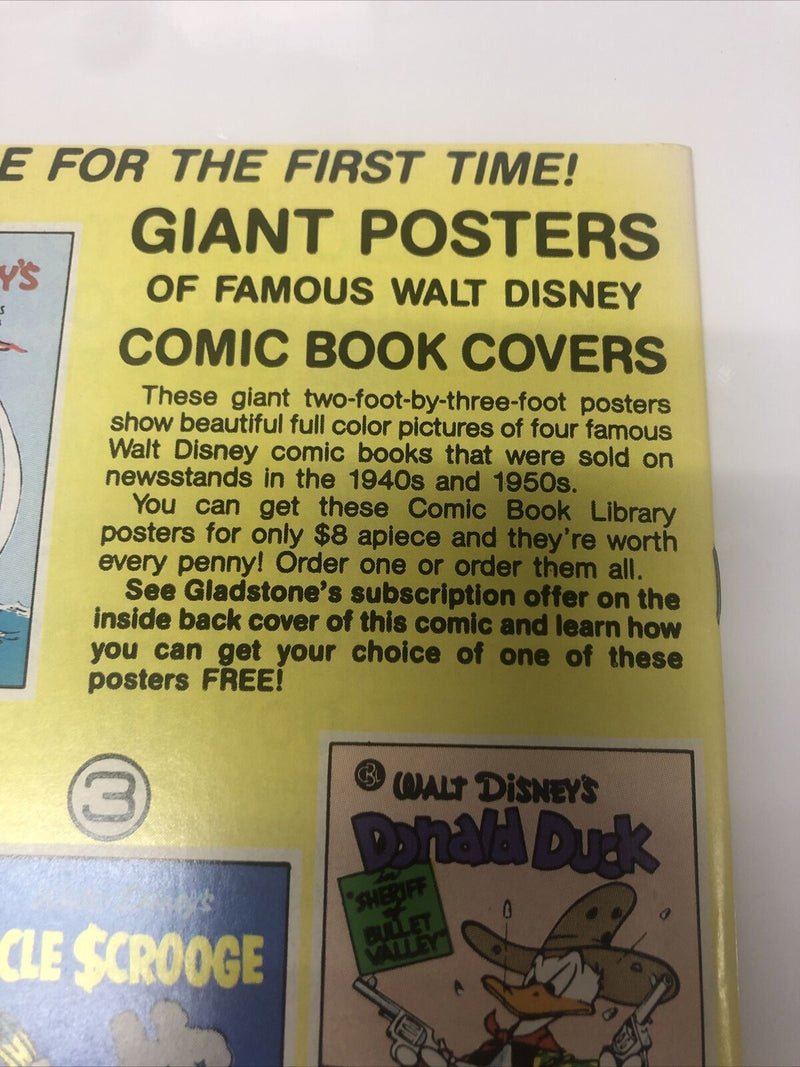 E FOR THE FIRST TIME!
GIANT POSTERS
OF FAMOUS WALT DISNEY
COMIC BOOK COVERS
These giant two-foot-by-three-foot posters
show beautiful full color pictures of four famous
Walt Disney comic books that were sold on
newsstands in the 1940s and 1950s.
You can get these Comic Book Library
posters for only $8 apiece and they're worth
every penny! Order one or order them all.
See Gladstone's subscription offer on the
inside back cover of this comic and learn how
you can get your choice of one of these
posters FREE!
Y'S
3
CLE $CROOGE
WALT DISNEY'S
Donald Duck
in
"SHERIFF
of
BULLET
VALLEY"